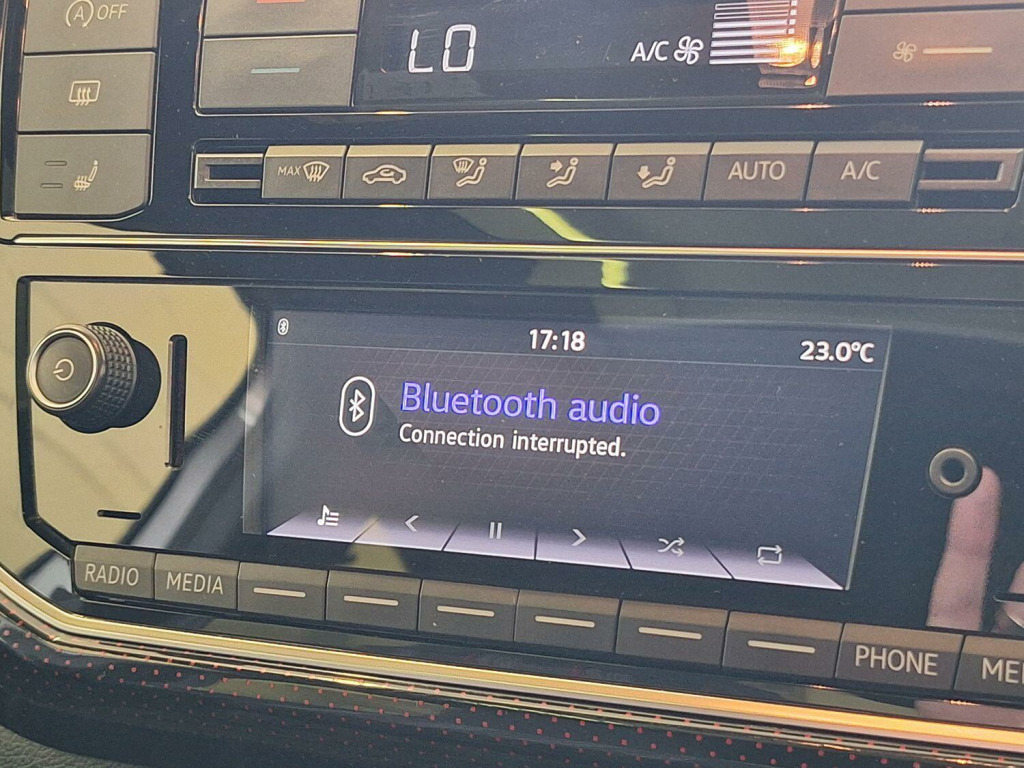 OFF
LO
A/C
MAX
AUTO
A/C
17:18
23.0°C
Bluetooth audio
Connection interrupted.
RADIO
MEDIA
PHONE